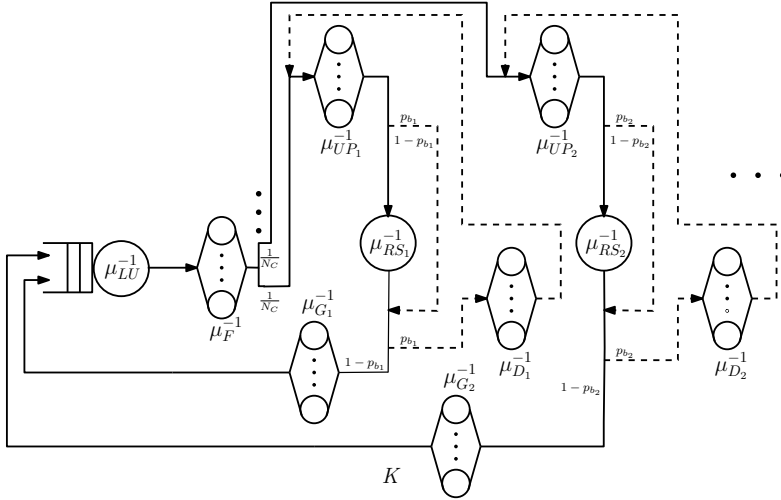 μ_{UP_1}^{-1}
μ_{UP_2}^{-1}
p_{b_1}
1 - p_{b_1}
p_{b_2}
1 - p_{b_2}
μ_{LU}^{-1}
μ_F^{-1}
\frac{1}{N_C}
\frac{1}{N_C}
μ_{RS_1}^{-1}
μ_{RS_2}^{-1}
μ_{G_1}^{-1}
1 - p_{b_1}
p_{b_1}
μ_{D_1}^{-1}
p_{b_2}
μ_{D_2}^{-1}
μ_{G_2}^{-1}
1 - p_{b_2}
K